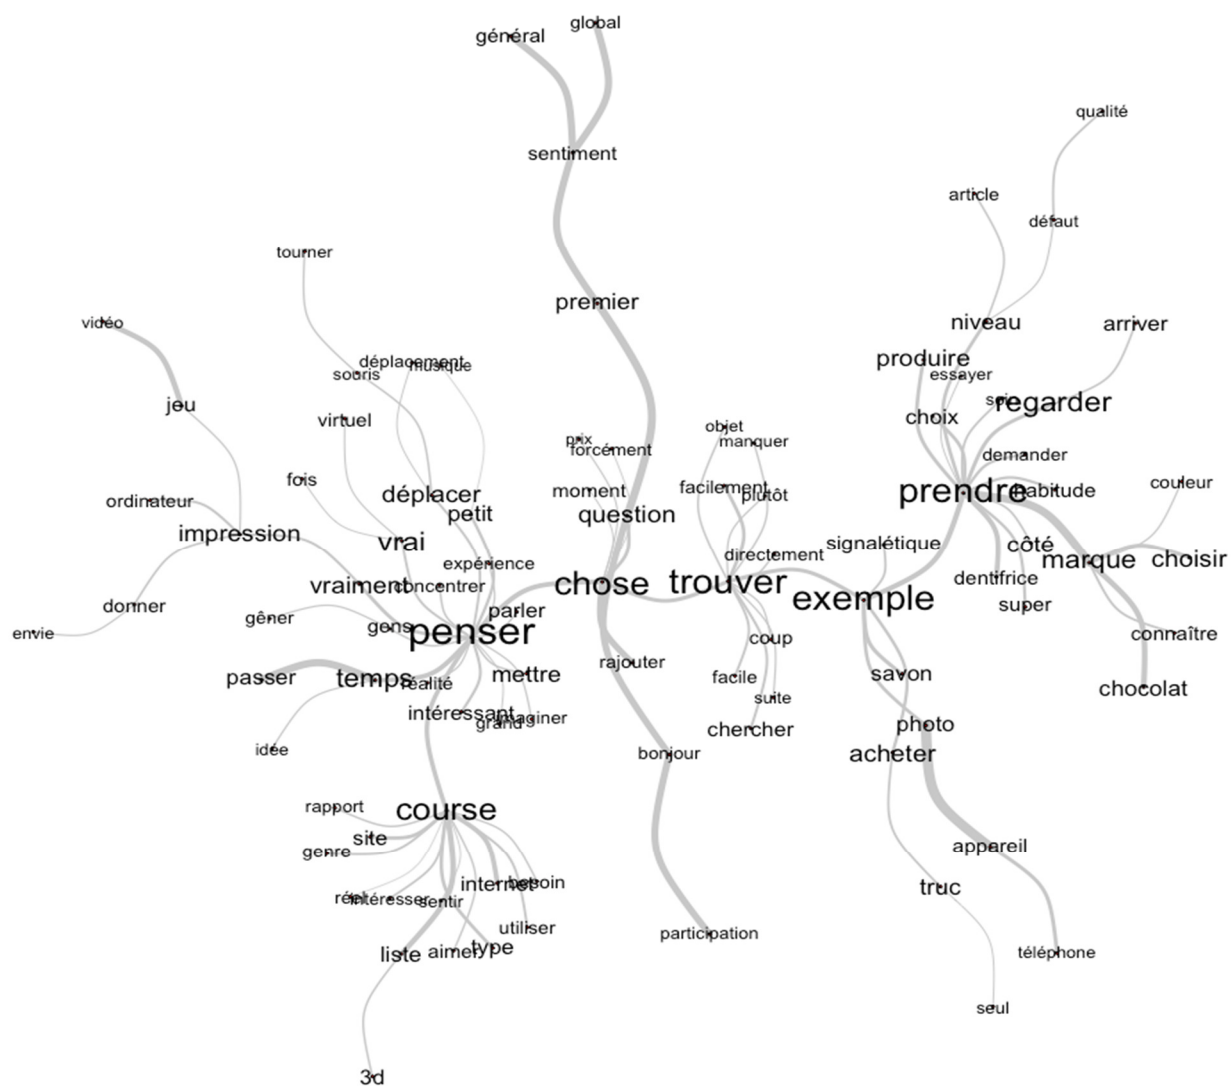 global
général
qualité
sentiment
article
défaut
tourner
premier
vidéo
niveau
arriver
produire
déplacement
musique
souris
essayer
soin
regarder
jeu
choix
virtuel
objet
manquer
prix
forcément
demander
fois
couleur
facilement
plutôt
prendre
habitude
ordinateur
déplacer
moment
petit
question
impression
vrai
signalétique
côté
directement
marque
choisir
expérience
dentifrice
vraiment
concentrer
chose
trouver
exemple
donner
super
parler
gêner
gens
penser
envie
coup
connaître
rajouter
passer
temps
réalité
mettre
facile
savon
chocolat
suite
intéressant
grand
imaginer
photo
chercher
idée
bonjour
acheter
rapport
course
site
genre
appareil
internet
besoin
truc
réel
intéresser
sentir
utiliser
participation
liste
aimer
type
téléphone
seul
3d